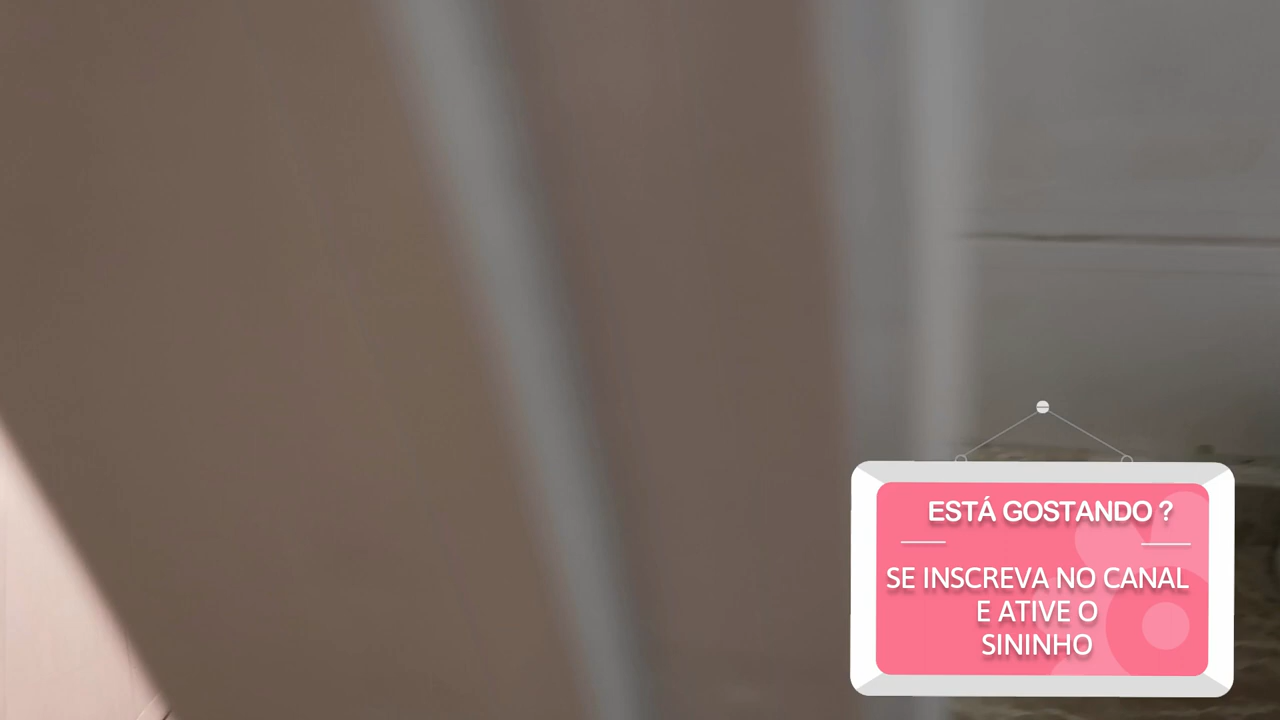 ESTÁ GOSTANDO ?
SE INSCREVA NO CANAL
E ATIVE O
SININHO